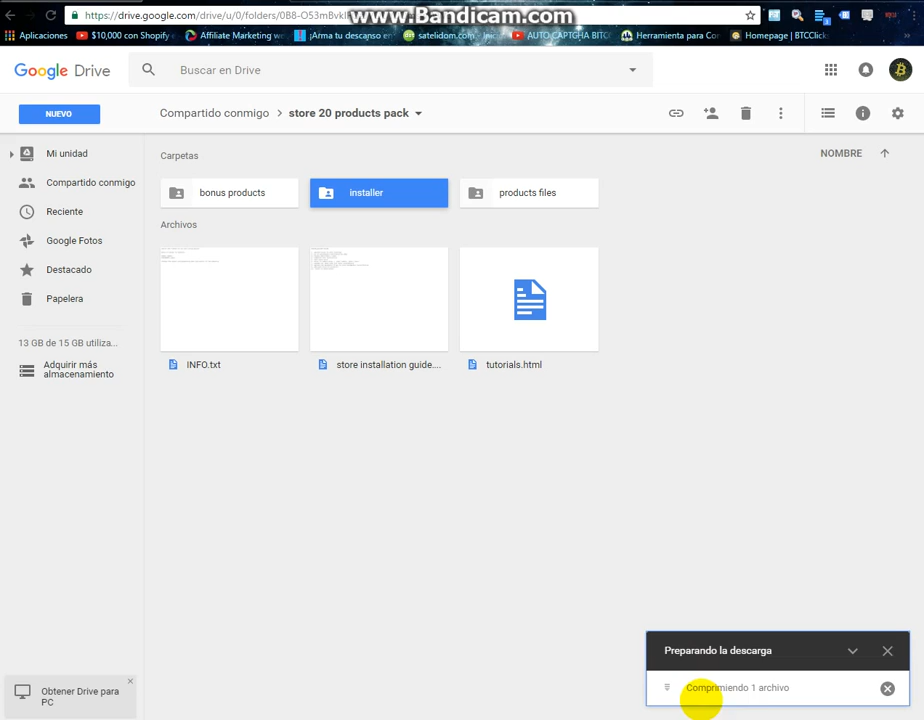 www.Bandicam.com
https://drive.google.com/drive/u/0/folders/0B8-O53mBvkI
Aplicaciones
$10,000 con Shopify
Affiliate Marketing w
¡Arma tu descanso en
satelidom.com - Inic
AUTO CAPTCHA BITCO
Herramienta para Cor
Homepage | BTCClicks
Google Drive
Buscar en Drive
NUEVO
Compartido conmigo > store 20 products pack
NOMBRE
Mi unidad
Compartido conmigo
Reciente
Google Fotos
Destacado
Papelera
13 GB de 15 GB utiliza...
Adquirir más
almacenamiento
Carpetas
bonus products
installer
products files
Archivos
INFO.txt
store installation guide....
tutorials.html
Obtener Drive para
PC
Preparando la descarga
Comprimiendo 1 archivo